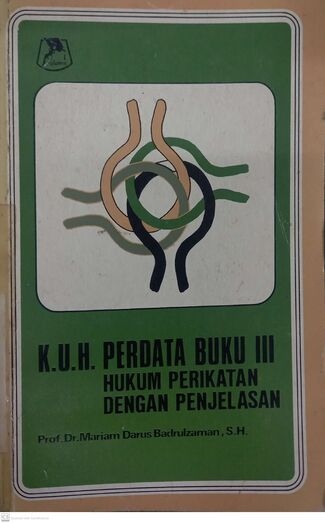 K.U.H. PERDATA BUKU III
HUKUM PERIKATAN
DENGAN PENJELASAN
Prof. Dr. Mariam Darus Badrulzaman, S.H.